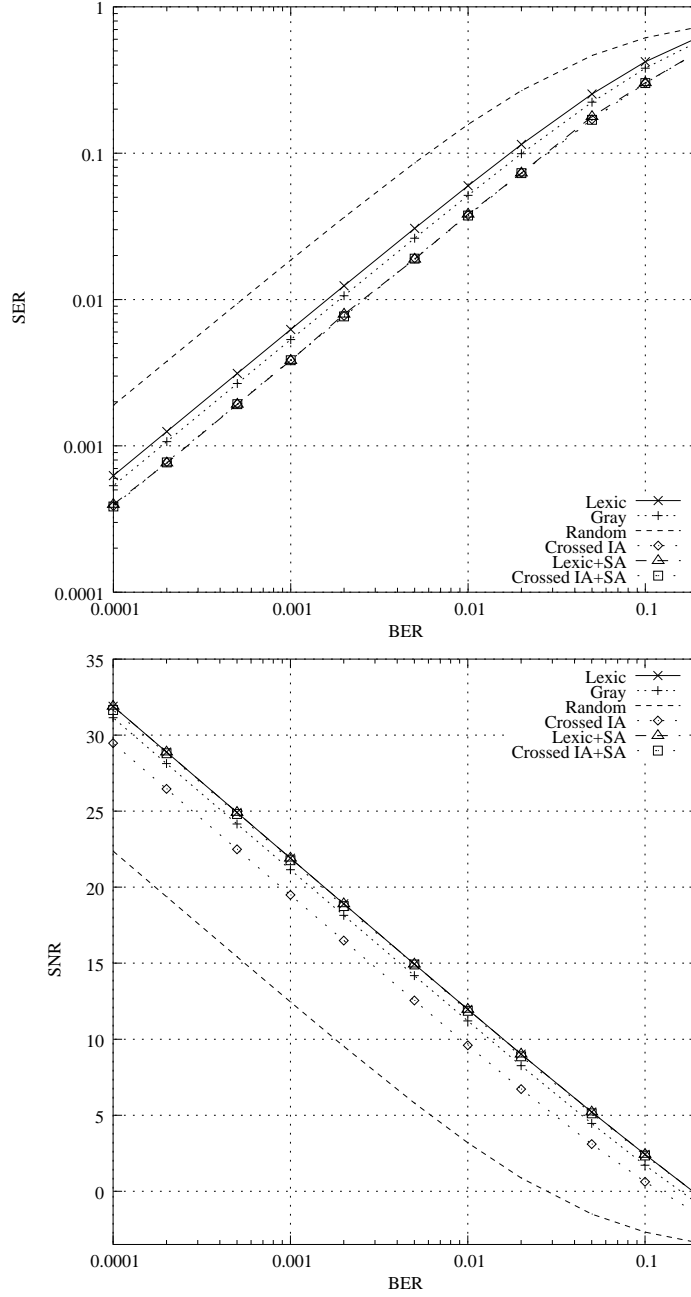 1
0.1
0.01
0.001
0.0001
SER
0.0001
0.001
0.01
0.1
BER
Lexic
Gray
Random
Crossed IA
Lexic+SA
Crossed IA+SA
35
30
25
20
15
10
5
0
SNR
0.0001
0.001
0.01
0.1
BER
Lexic
Gray
Random
Crossed IA
Lexic+SA
Crossed IA+SA